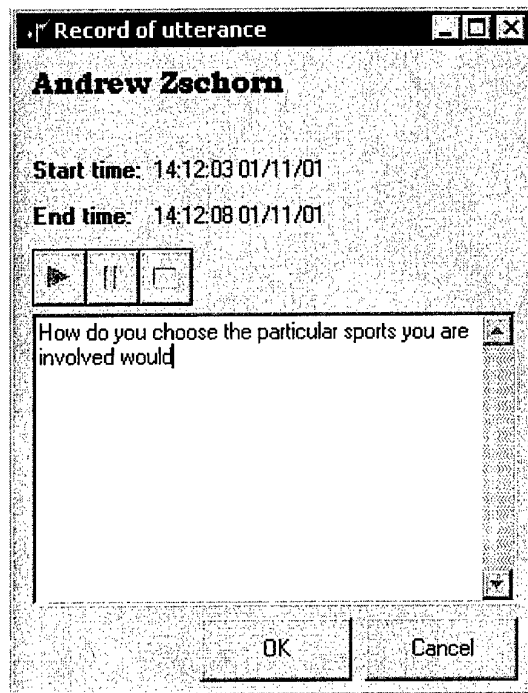 Record of utterance
Andrew Zschorn
Start time: 14:12:03 01/11/01
End time: 14:12:08 01/11/01
How do you choose the particular sports you are
involved would
OK Cancel